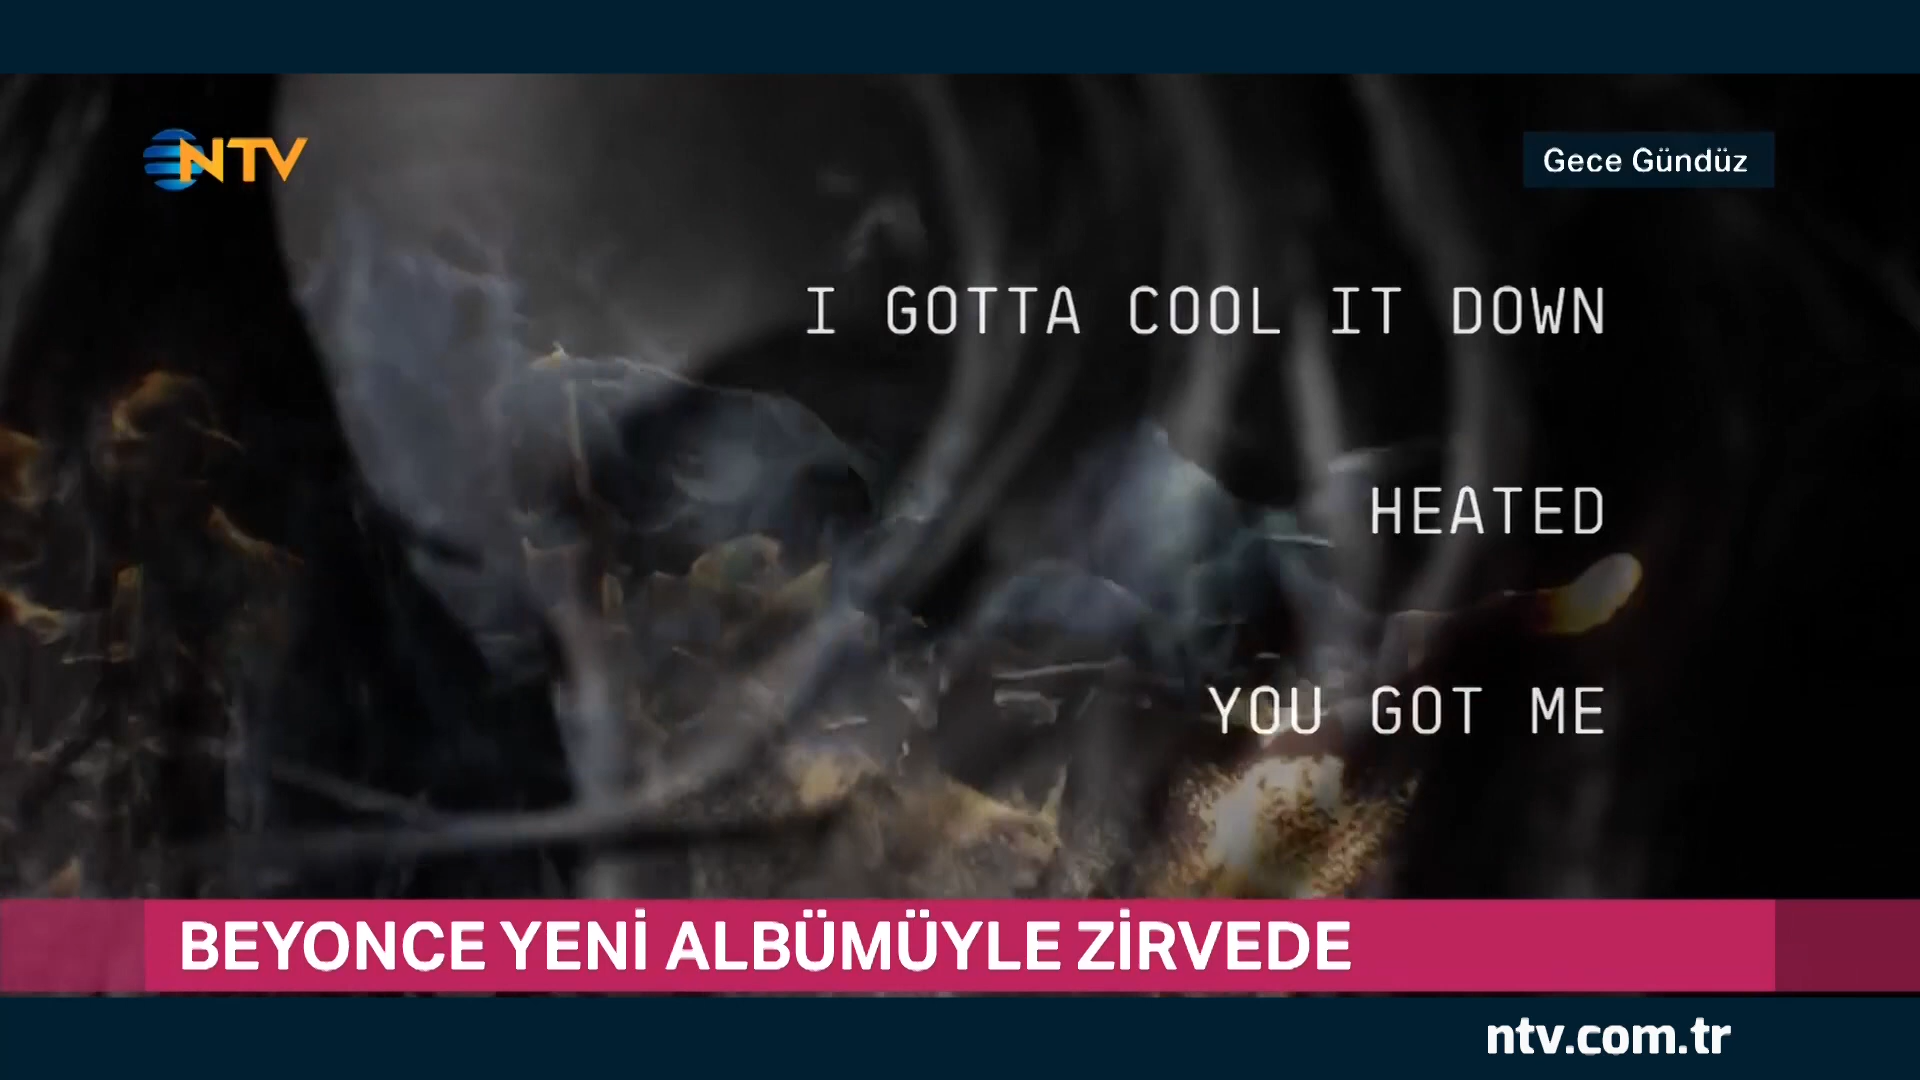 NTV
Gece Gündüz
I GOTTA COOL IT DOWN
HEATED
YOU GOT ME
BEYONCE YENİ ALBÜMÜYLE ZİRVEDE
ntv.com.tr